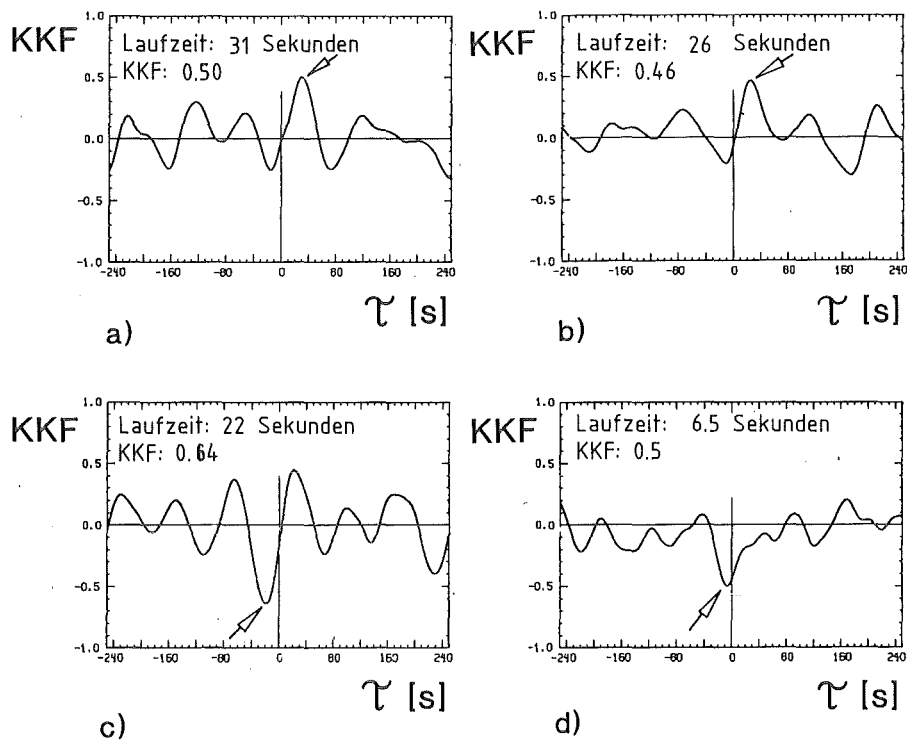 KKF
1.0
0.5
0.0
-0.5
-1.0
Laufzeit: 31 Sekunden
KKF: 0.50
-240 -160 -80 0 80 160 240
τ [s]
a)
KKF
1.0
0.5
0.0
-0.5
-1.0
Laufzeit: 26 Sekunden
KKF: 0.46
-240 -160 -80 0 80 160 240
τ [s]
b)
KKF
1.0
0.5
0.0
-0.5
-1.0
Laufzeit: 22 Sekunden
KKF: 0.64
-240 -160 -80 0 80 160 240
τ [s]
c)
KKF
1.0
0.5
0.0
-0.5
-1.0
Laufzeit: 6.5 Sekunden
KKF: 0.5
-240 -160 -80 0 80 160 240
τ [s]
d)